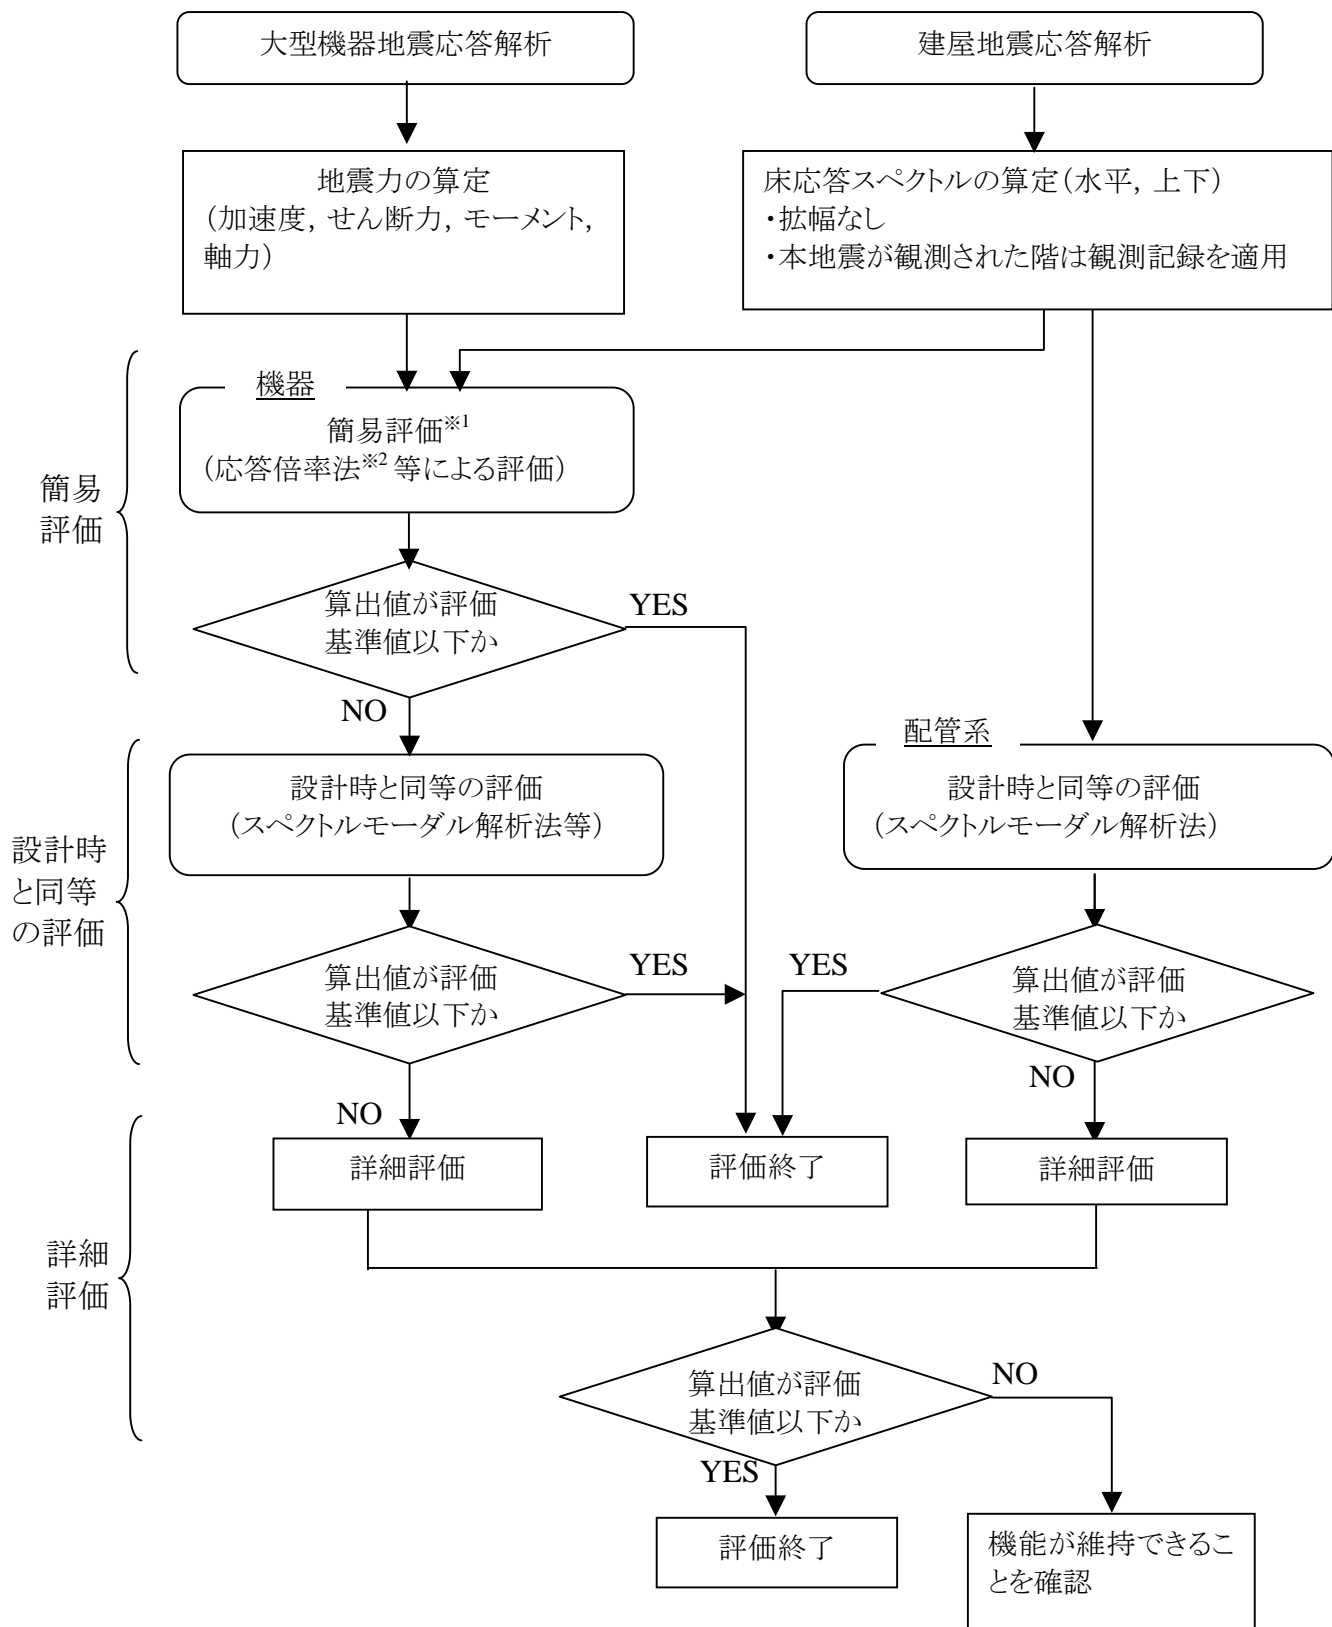 大型機器地震応答解析
建屋地震応答解析
地震力の算定
(加速度, せん断力, モーメント,
軸力)
床応答スペクトルの算定(水平, 上下)
・拡幅なし
・本地震が観測された階は観測記録を適用
簡易
評価
機器
簡易評価※1
(応答倍率法※2 等による評価)
算出値が評価
基準値以下か
YES
NO
設計時
と同等
の評価
設計時と同等の評価
(スペクトルモーダル解析法等)
配管系
設計時と同等の評価
(スペクトルモーダル解析法)
算出値が評価
基準値以下か
YES
YES
算出値が評価
基準値以下か
NO
NO
詳細
評価
詳細評価
評価終了
詳細評価
算出値が評価
基準値以下か
NO
YES
評価終了
機能が維持できるこ
とを確認